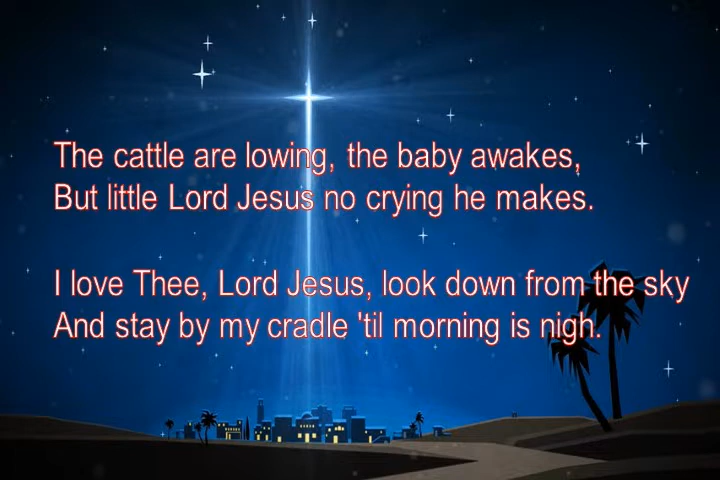 The cattle are lowing, the baby awakes,
But little Lord Jesus no crying he makes.
I love Thee, Lord Jesus, look down from the sky
And stay by my cradle 'til morning is nigh.